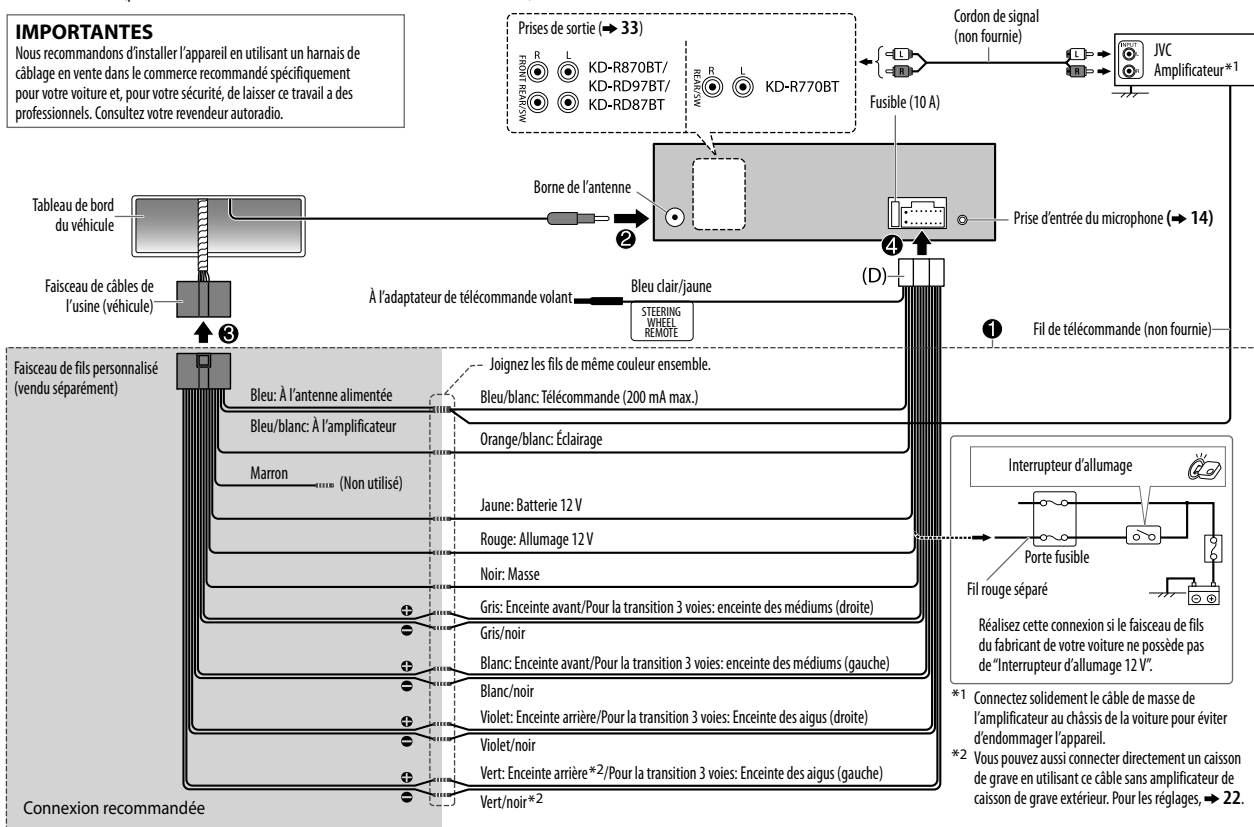 IMPORTANTES
Nous recommandons d'installer l'appareil en utilisant un harnais de
câblage en vente dans le commerce recommandé spécifiquement
pour votre voiture et, pour votre sécurité, de laisser ce travail a des
professionnels. Consultez votre revendeur autoradio.
Prises de sortie (➜ 33)
R L
FRONT REAR/SW
KD-R870BT/
KD-RD97BT/
KD-RD87BT
R L
REAR/SW
KD-R770BT
Cordon de signal
(non fournie)
L
R
L
R
INPUT
L
R
JVC
Amplificateur*1
Fusible (10 A)
Borne de l'antenne
Tableau de bord
du véhicule
❷
❹
Prise d'entrée du microphone (➜ 14)
(D)
Faisceau de câbles de
l'usine (véhicule)
À l'adaptateur de télécommande volant
Bleu clair/jaune
STEERING
WHEEL
REMOTE
❸
❶
Fil de télécommande (non fournie)
Faisceau de fils personnalisé
(vendu séparément)
Joignez les fils de même couleur ensemble.
Bleu: À l'antenne alimentée
Bleu/blanc: Télécommande (200 mA max.)
Bleu/blanc: À l'amplificateur
Orange/blanc: Éclairage
Marron
(Non utilisé)
Jaune: Batterie 12 V
Rouge: Allumage 12 V
Noir: Masse
Gris: Enceinte avant/Pour la transition 3 voies: enceinte des médiums (droite)
Gris/noir
Blanc: Enceinte avant/Pour la transition 3 voies: enceinte des médiums (gauche)
Blanc/noir
Violet: Enceinte arrière/Pour la transition 3 voies: Enceinte des aigus (droite)
Violet/noir
Vert: Enceinte arrière*2/Pour la transition 3 voies: Enceinte des aigus (gauche)
Vert/noir*2
Connexion recommandée
Interrupteur d'allumage
Porte fusible
Fil rouge séparé
Réalisez cette connexion si le faisceau de fils
du fabricant de votre voiture ne possède pas
de "Interrupteur d'allumage 12 V".
*1 Connectez solidement le câble de masse de
l'amplificateur au châssis de la voiture pour éviter
d'endommager l'appareil.
*2 Vous pouvez aussi connecter directement un caisson
de grave en utilisant ce câble sans amplificateur de
caisson de grave extérieur. Pour les réglages, ➜ 22.